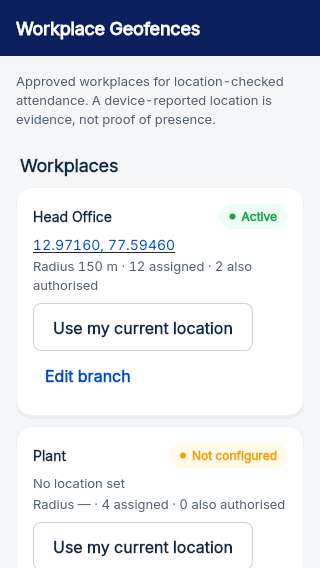 Workplace Geofences
Approved workplaces for location-checked
attendance. A device-reported location is
evidence, not proof of presence.
Workplaces
Head Office
Active
12.97160, 77.59460
Radius 150 m · 12 assigned · 2 also
authorised
Use my current location
Edit branch
Plant
Not configured
No location set
Radius — · 4 assigned · 0 also authorised
Use my current location